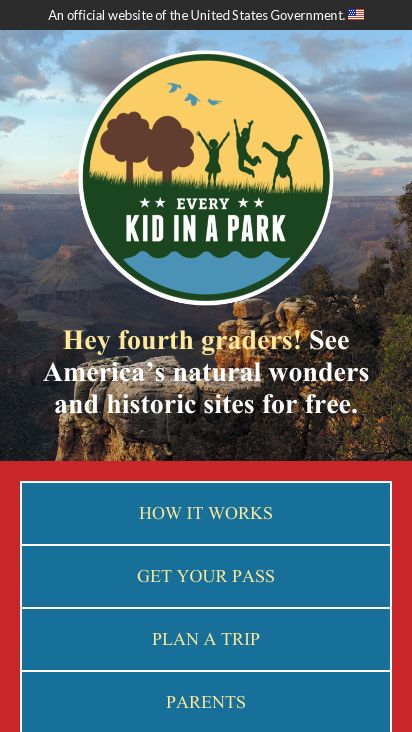 An official website of the United States Government.
★★ EVERY ★★
KID IN A PARK
Hey fourth graders! See
America's natural wonders
and historic sites for free.
HOW IT WORKS
GET YOUR PASS
PLAN A TRIP
PARENTS